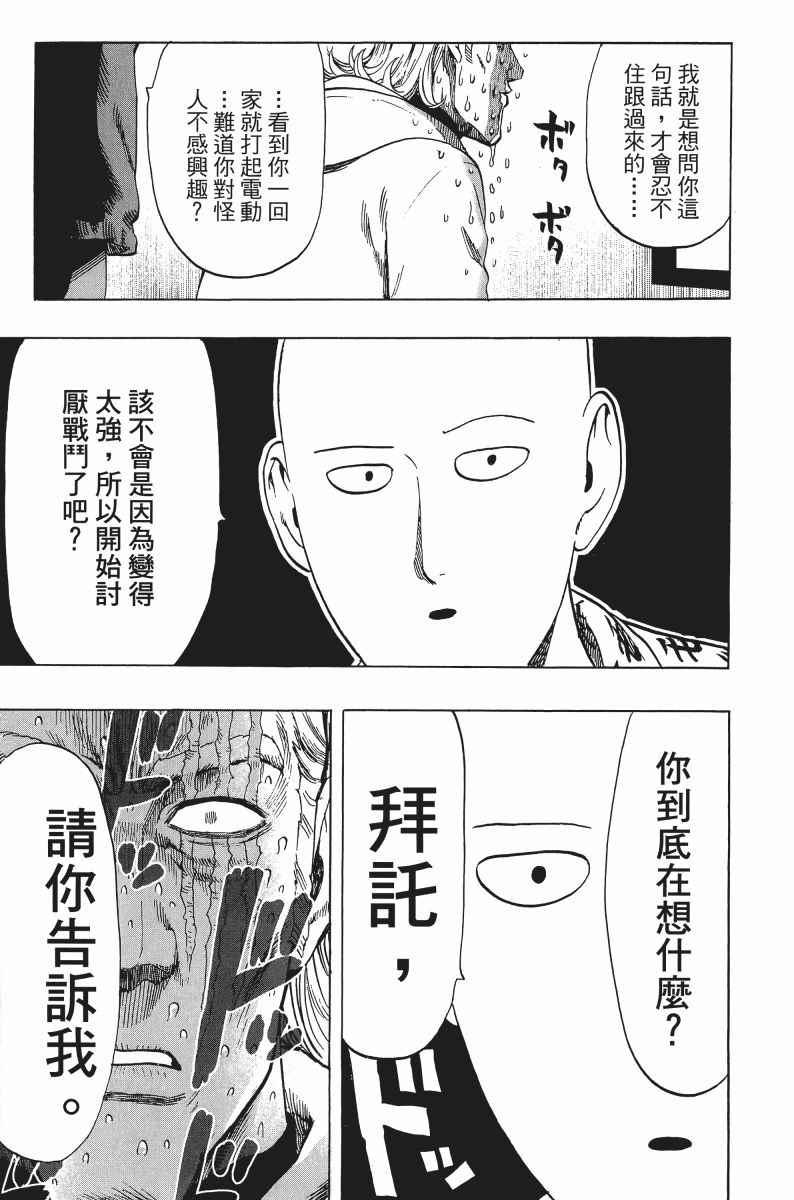 我就是想問你這
句話，才會忍不
住跟過來的……
ボタ
ボタ
…看到你一回
家就打起電動
…難道你對怪
人不感興趣？
該不會是因為變得
太強，所以開始討
厭戰鬥了吧？
你到底在想什麼？
拜託，
請你告訴我。
ドドド